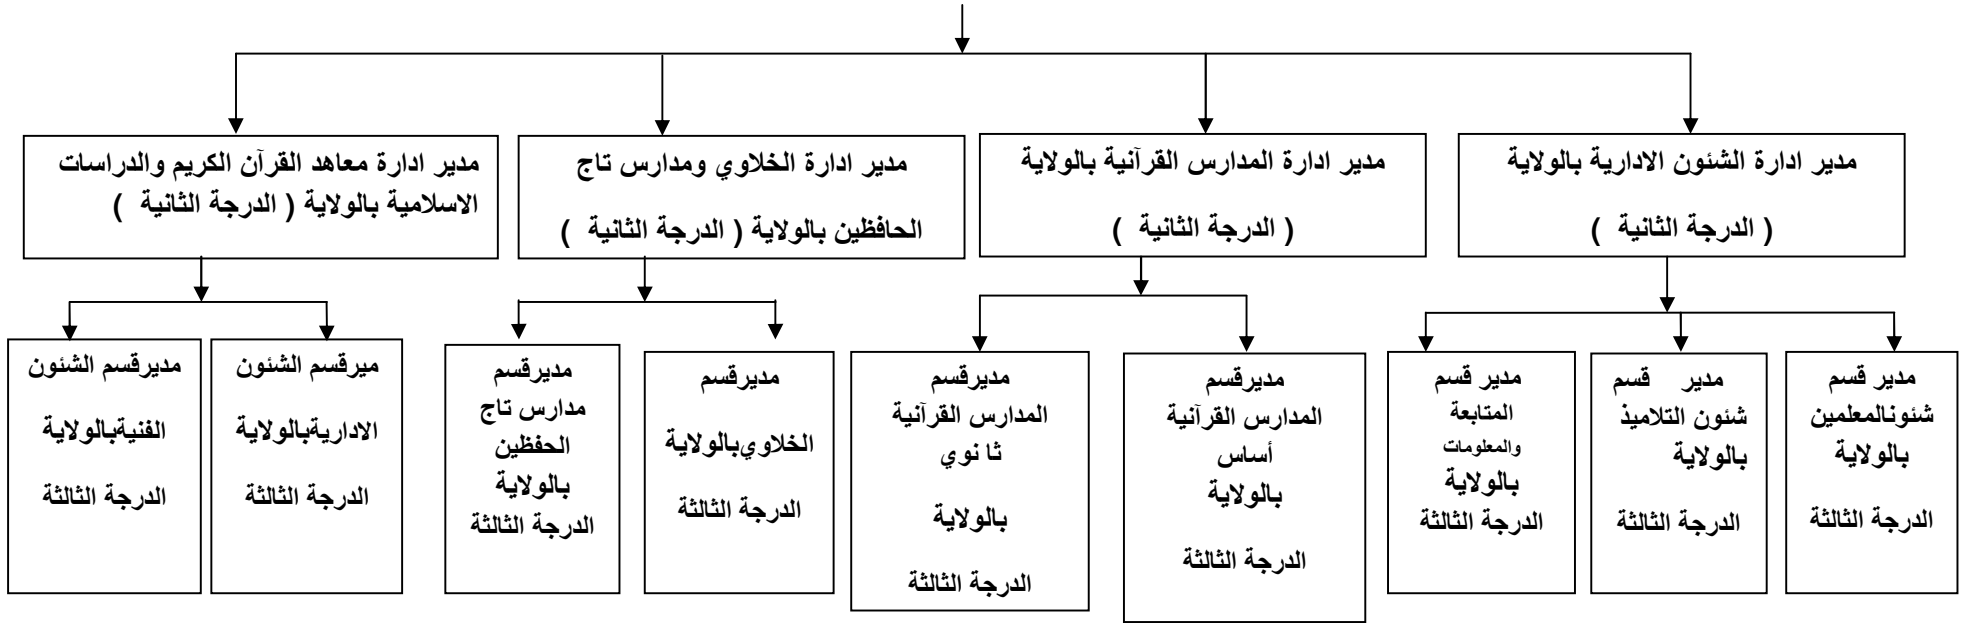 مدير ادارة الشئون الادارية بالولاية
( الدرجة الثانية )
مدير ادارة المدارس القرآنية بالولاية
( الدرجة الثانية )
مدير ادارة الخلاوي ومدارس تاج
الحافظين بالولاية ( الدرجة الثانية )
مدير ادارة معاهد القرآن الكريم والدراسات
الاسلامية بالولاية ( الدرجة الثانية )
مدير قسم
شئونالمعلمين
بالولاية
الدرجة الثالثة
مدير قسم
شئون التلاميذ
بالولاية
الدرجة الثالثة
مدير قسم
المتابعة
والمعلومات
بالولاية
الدرجة الثالثة
مديرقسم
المدارس القرآنية
أساس
بالولاية
الدرجة الثالثة
مديرقسم
المدارس القرآنية
ثا نوي
بالولاية
الدرجة الثالثة
مديرقسم
الخلاويبالولاية
الدرجة الثالثة
مديرقسم
مدارس تاج
الحفظين
بالولاية
الدرجة الثالثة
ميرقسم الشئون
الاداريةبالولاية
الدرجة الثالثة
مديرقسم الشئون
الفنيةبالولاية
الدرجة الثالثة